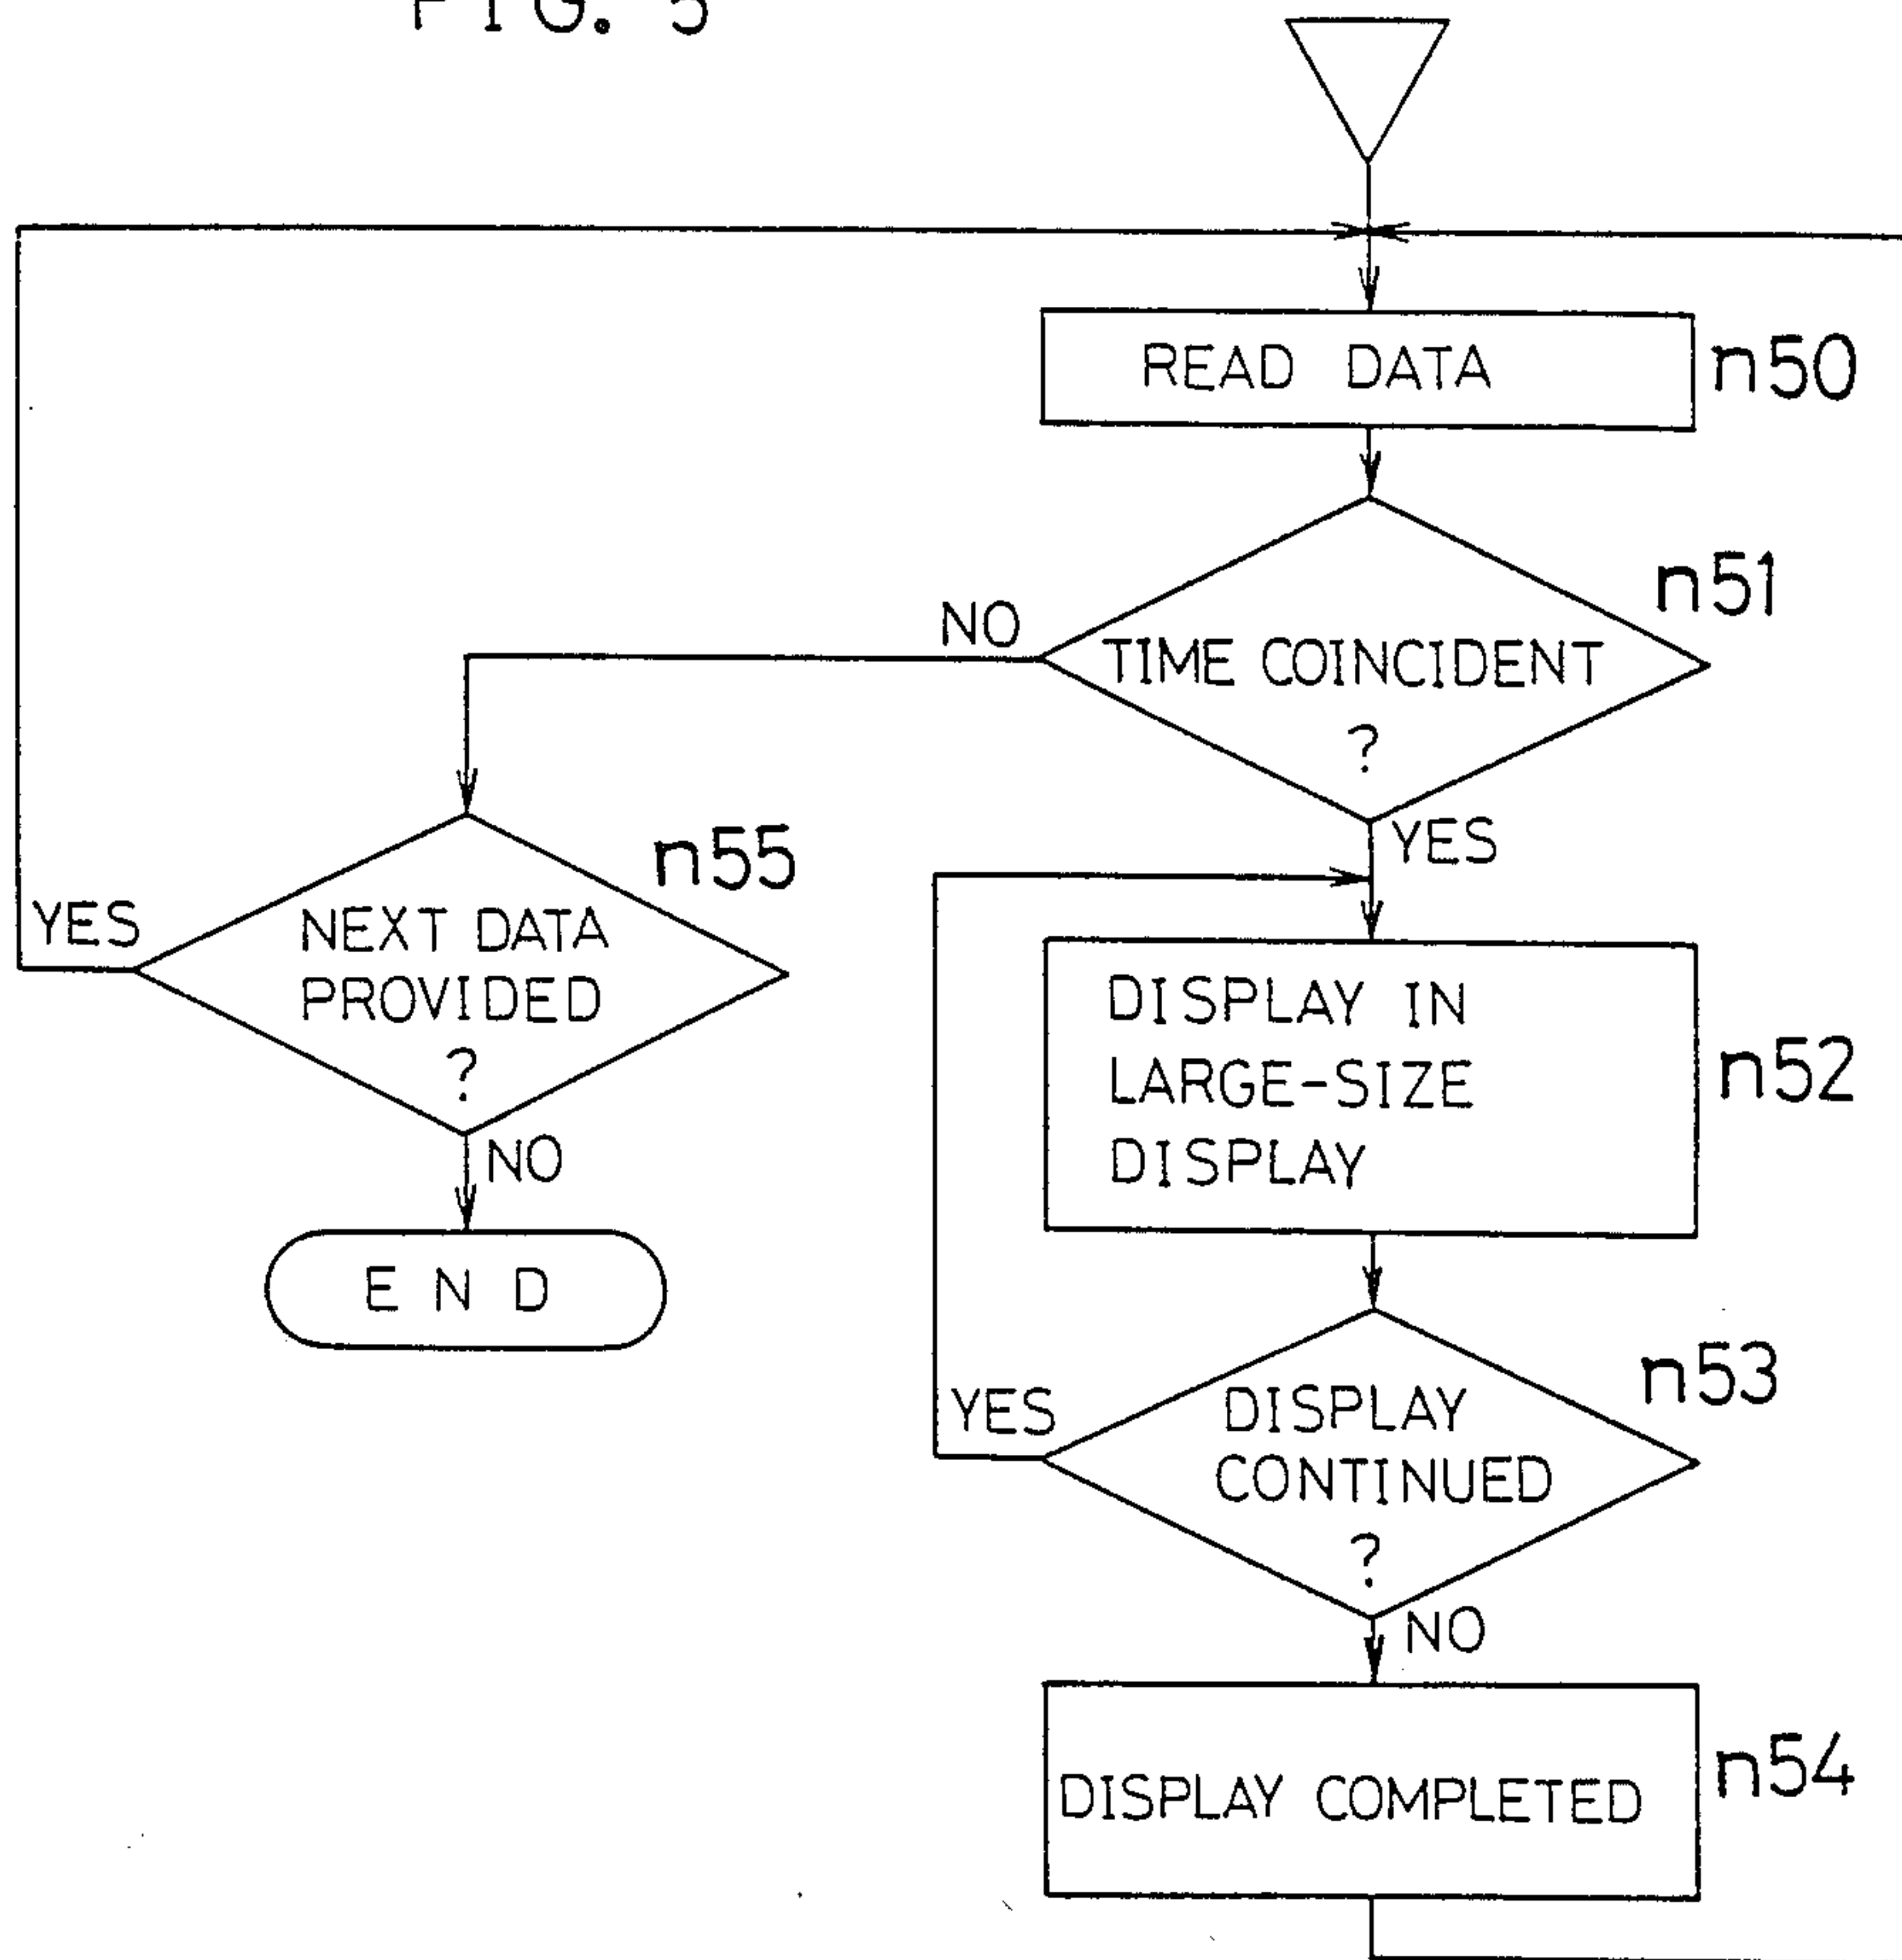 FIG. 5
READ DATA
n50
n51
NO
TIME COINCIDENT
?
YES
n55
YES
NEXT DATA
PROVIDED
?
NO
END
DISPLAY IN
LARGE-SIZE
DISPLAY
n52
n53
YES
DISPLAY
CONTINUED
?
NO
DISPLAY COMPLETED
n54